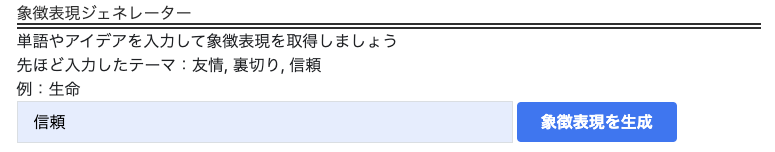 象徴表現ジェネレーター
単語やアイデアを入力して象徴表現を取得しましょう
先ほど入力したテーマ：友情, 裏切り, 信頼
例：生命
信頼 象徴表現を生成